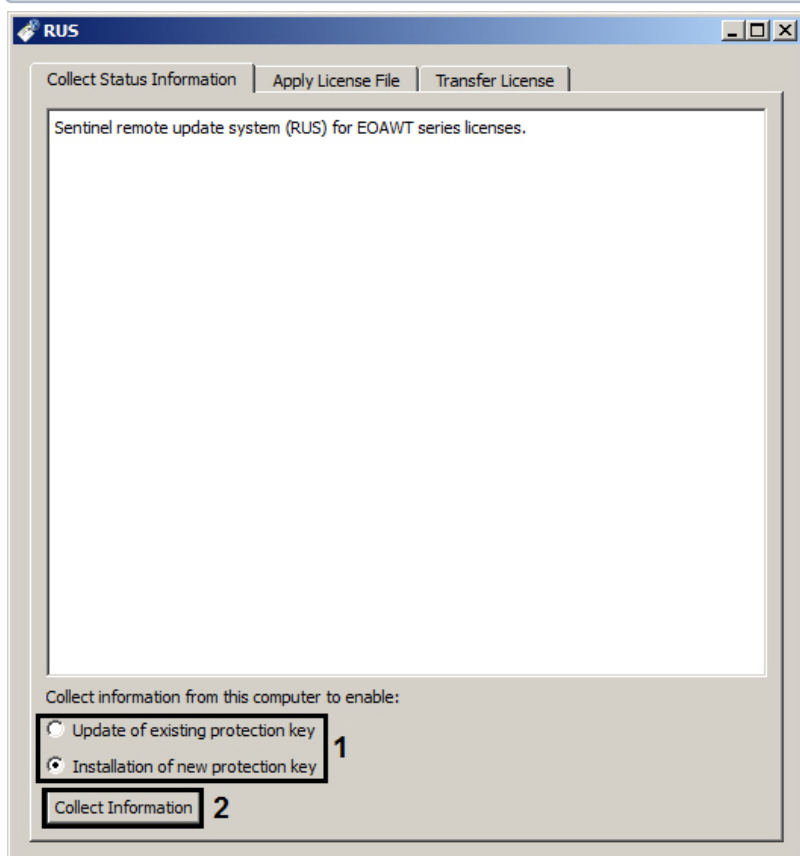 RUS
Collect Status Information Apply License File Transfer License
Sentinel remote update system (RUS) for EOAWT series licenses.
Collect information from this computer to enable:
Update of existing protection key
1
Installation of new protection key
Collect Information 2